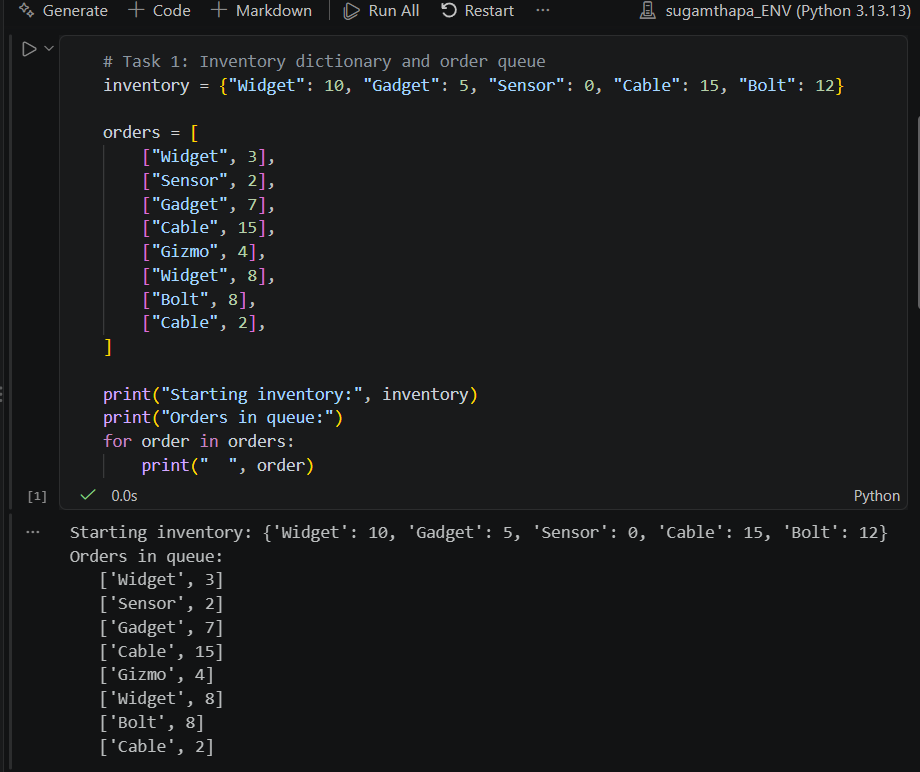 Generate + Code + Markdown Run All Restart ... sugamthapa_ENV (Python 3.13.13)
# Task 1: Inventory dictionary and order queue
inventory = {"Widget": 10, "Gadget": 5, "Sensor": 0, "Cable": 15, "Bolt": 12}
orders = [
    ["Widget", 3],
    ["Sensor", 2],
    ["Gadget", 7],
    ["Cable", 15],
    ["Gizmo", 4],
    ["Widget", 8],
    ["Bolt", 8],
    ["Cable", 2],
]
print("Starting inventory:", inventory)
print("Orders in queue:")
for order in orders:
    print("  ", order)
[1] 0.0s Python
... Starting inventory: {'Widget': 10, 'Gadget': 5, 'Sensor': 0, 'Cable': 15, 'Bolt': 12}
Orders in queue:
   ['Widget', 3]
   ['Sensor', 2]
   ['Gadget', 7]
   ['Cable', 15]
   ['Gizmo', 4]
   ['Widget', 8]
   ['Bolt', 8]
   ['Cable', 2]